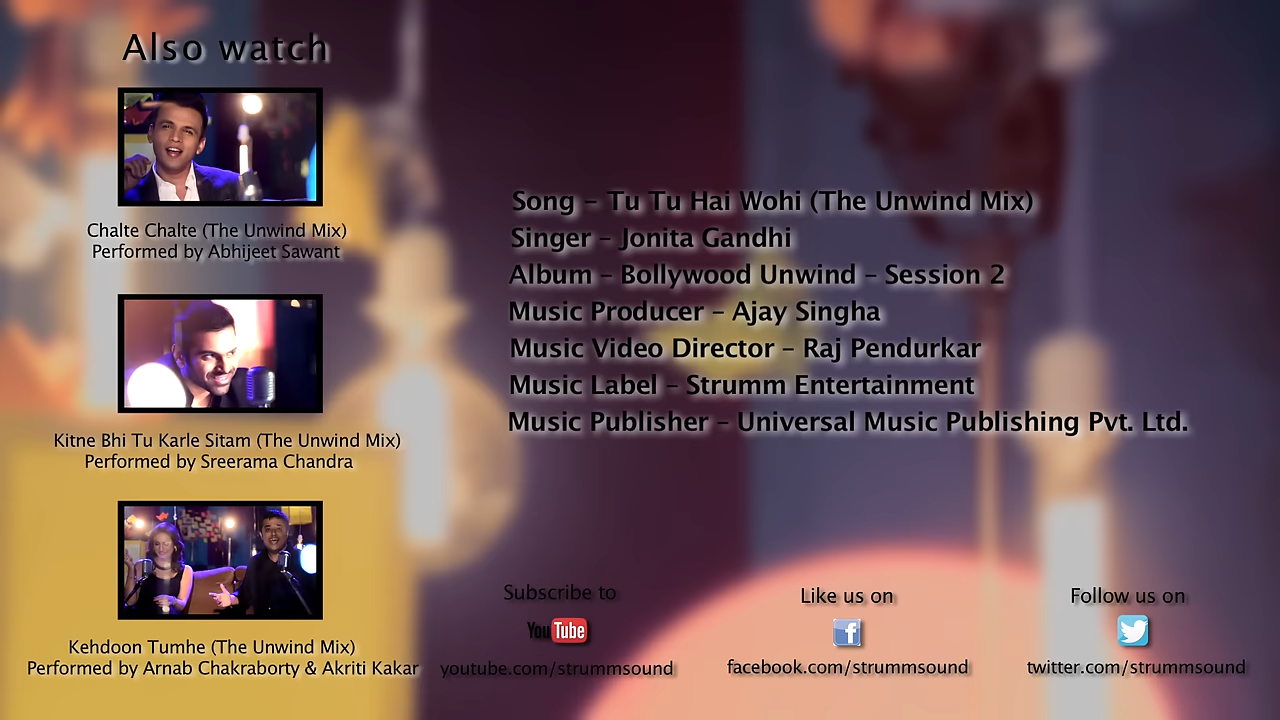 Also watch
Chalte Chalte (The Unwind Mix)
Performed by Abhijeet Sawant
Kitne Bhi Tu Karle Sitam (The Unwind Mix)
Performed by Sreerama Chandra
Kehdoon Tumhe (The Unwind Mix)
Performed by Arnab Chakraborty & Akriti Kakar
Song – Tu Tu Hai Wohi (The Unwind Mix)
Singer – Jonita Gandhi
Album – Bollywood Unwind – Session 2
Music Producer – Ajay Singha
Music Video Director – Raj Pendurkar
Music Label – Strumm Entertainment
Music Publisher – Universal Music Publishing Pvt. Ltd.
Subscribe to
YouTube
youtube.com/strummsound
Like us on
f
facebook.com/strummsound
Follow us on
twitter.com/strummsound